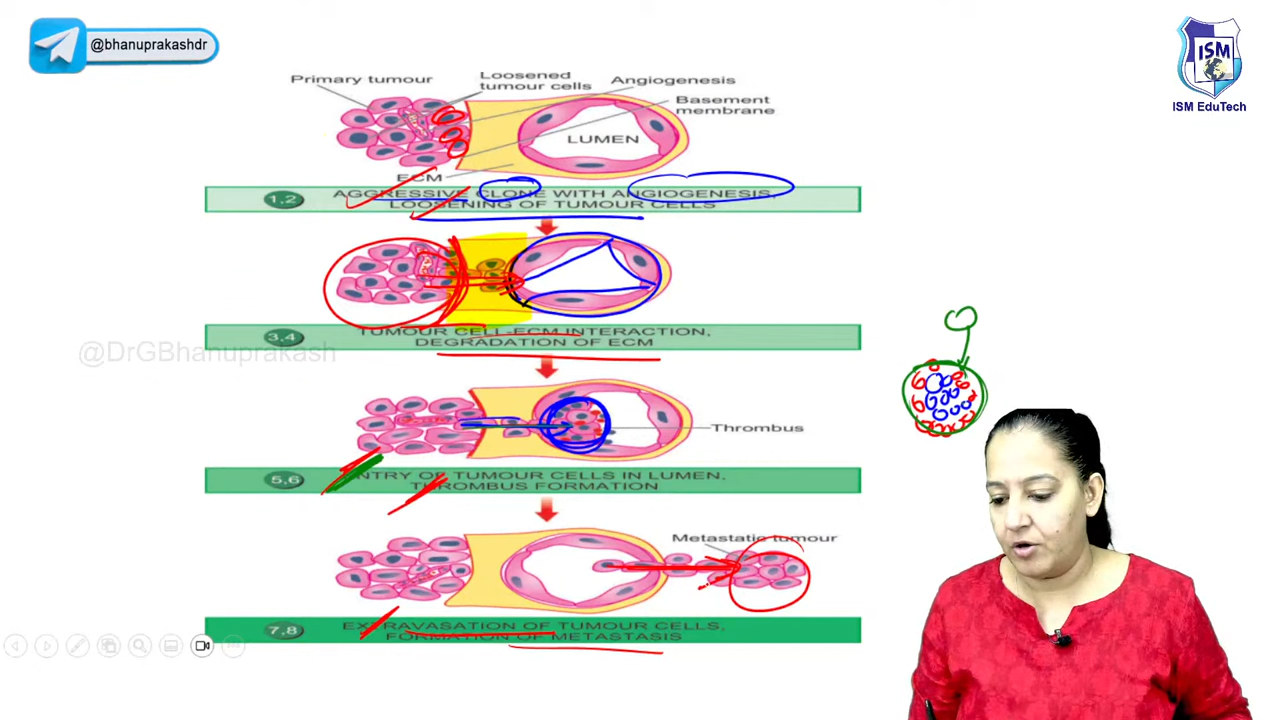 @bhanuprakashdr
ISM
ISM EduTech
Primary tumour
Loosened
tumour cells
Angiogenesis
Basement
membrane
LUMEN
ECM
1,2
AGGRESSIVE CLONE WITH ANGIOGENESIS,
LOOSENING OF TUMOUR CELLS
3,4
TUMOUR CELL-ECM INTERACTION,
DEGRADATION OF ECM
@DrGBhanuprakash
Thrombus
5,6
ENTRY OF TUMOUR CELLS IN LUMEN,
THROMBUS FORMATION
Metastatic tumour
7,8
EXTRAVASATION OF TUMOUR CELLS,
FORMATION OF METASTASIS